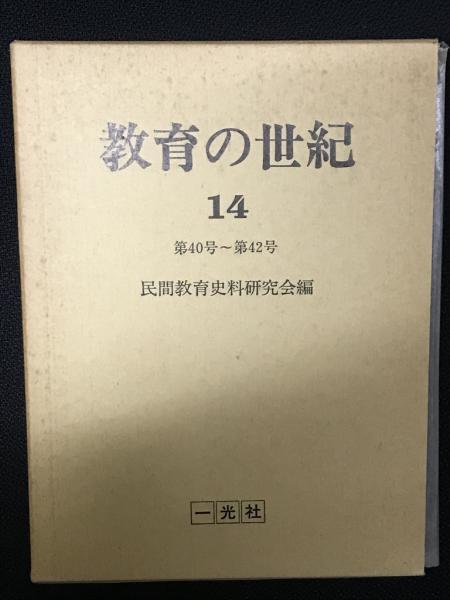 教育の世紀
14
第40号〜第42号
民間教育史料研究会編
一光社